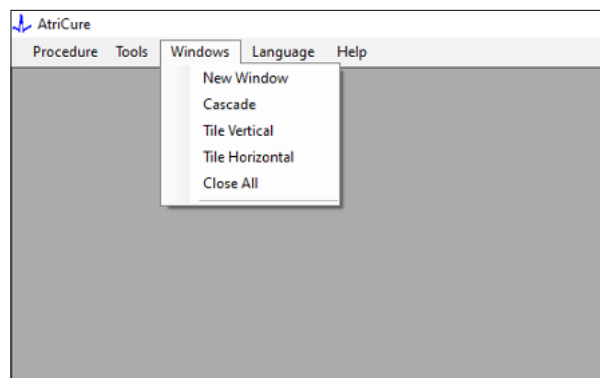 AtriCure
Procedure Tools Windows Language Help
New Window
Cascade
Tile Vertical
Tile Horizontal
Close All